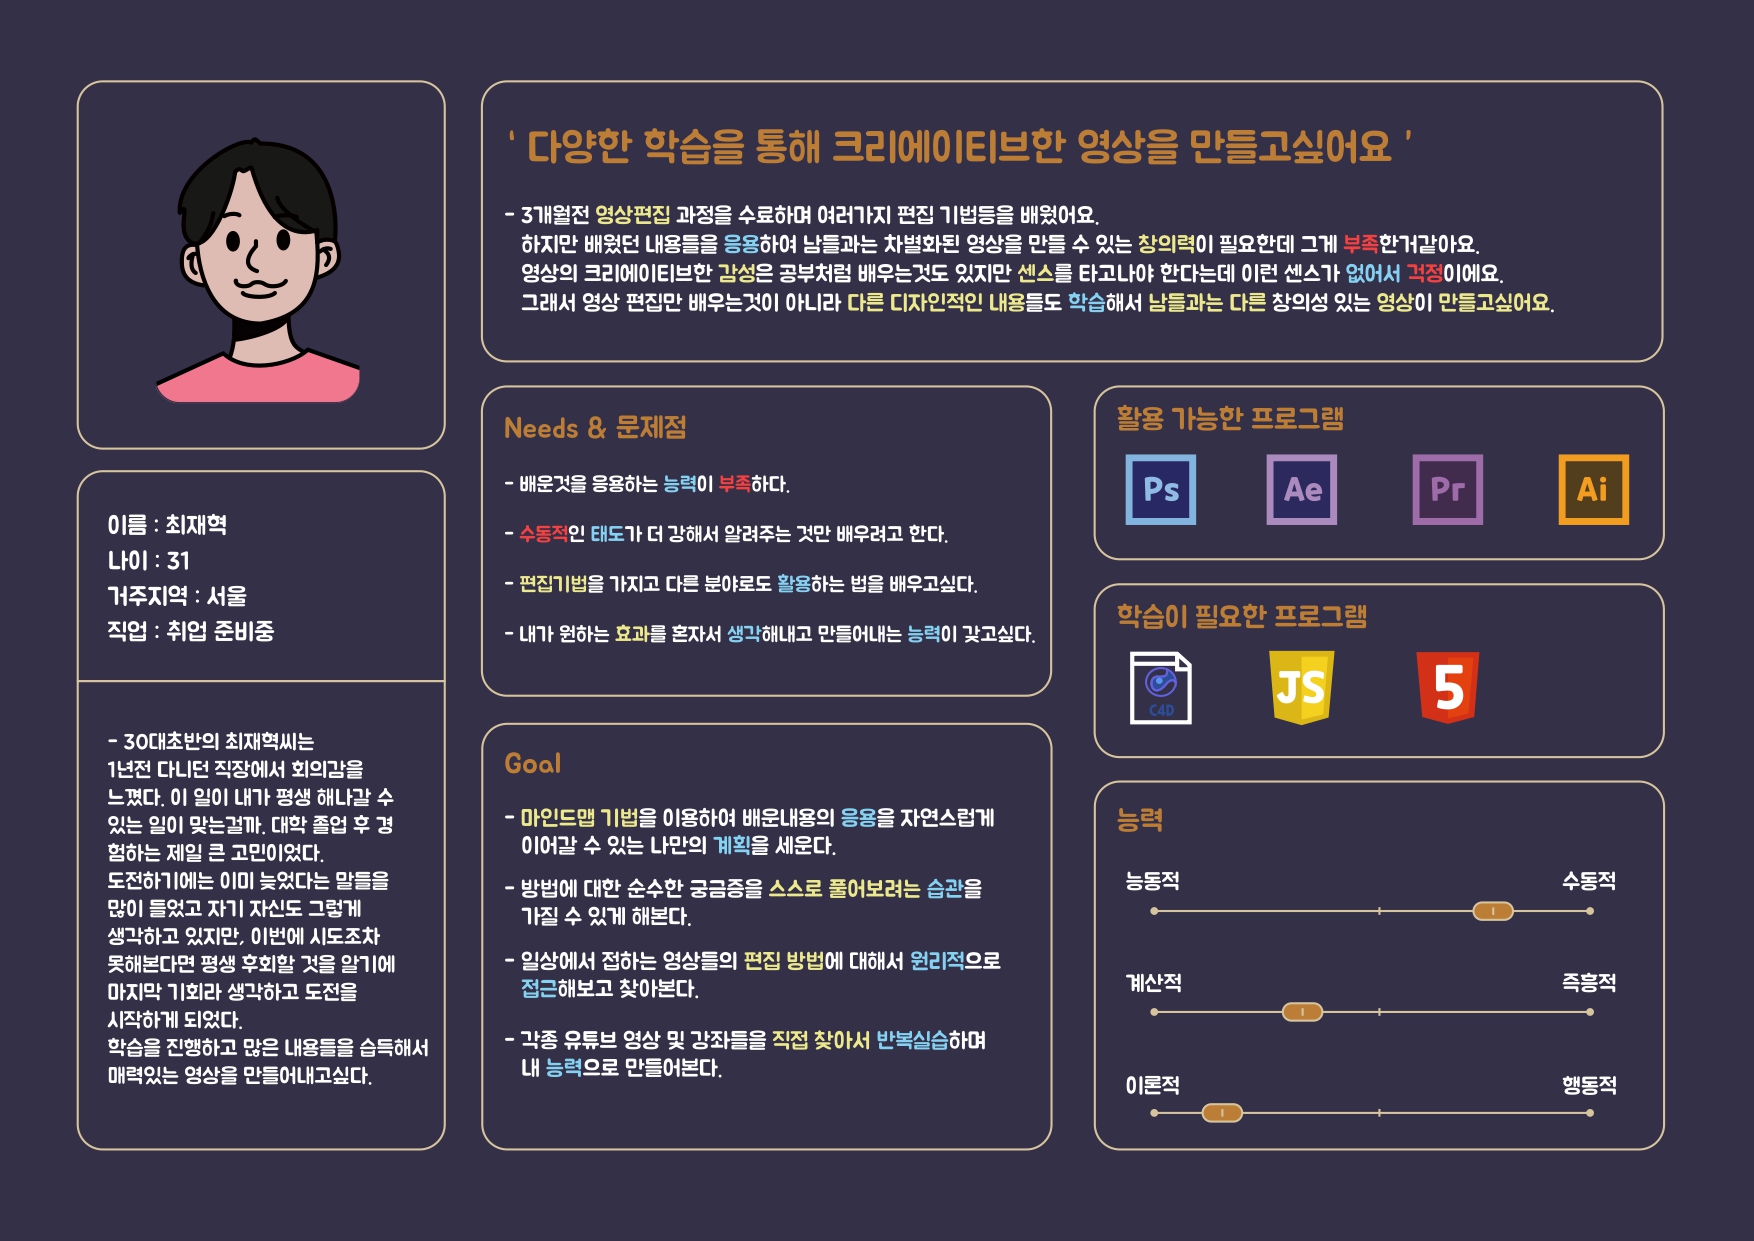 이름 : 최재혁
나이 : 31
거주지역 : 서울
직업 : 취업 준비중
- 30대초반의 최재혁씨는
1년전 다니던 직장에서 회의감을
느꼈다. 이 일이 내가 평생 해나갈 수
있는 일이 맞는걸까. 대학 졸업 후 경
험하는 제일 큰 고민이었다.
도전하기에는 이미 늦었다는 말들을
많이 들었고 자기 자신도 그렇게
생각하고 있지만, 이번에 시도조차
못해본다면 평생 후회할 것을 알기에
마지막 기회라 생각하고 도전을
시작하게 되었다.
학습을 진행하고 많은 내용들을 습득해서
매력있는 영상을 만들어내고싶다.
‘ 다양한 학습을 통해 크리에이티브한 영상을 만들고싶어요 ’
- 3개월전 영상편집 과정을 수료하며 여러가지 편집 기법등을 배웠어요.
하지만 배웠던 내용들을 응용하여 남들과는 차별화된 영상을 만들 수 있는 창의력이 필요한데 그게 부족한거같아요.
영상의 크리에이티브한 감성은 공부처럼 배우는것도 있지만 센스를 타고나야 한다는데 이런 센스가 없어서 걱정이에요.
그래서 영상 편집만 배우는것이 아니라 다른 디자인적인 내용들도 학습해서 남들과는 다른 창의성 있는 영상이 만들고싶어요.
Needs & 문제점
- 배운것을 응용하는 능력이 부족하다.
- 수동적인 태도가 더 강해서 알려주는 것만 배우려고 한다.
- 편집기법을 가지고 다른 분야로도 활용하는 법을 배우고싶다.
- 내가 원하는 효과를 혼자서 생각해내고 만들어내는 능력이 갖고싶다.
Goal
- 마인드맵 기법을 이용하여 배운내용의 응용을 자연스럽게
이어갈 수 있는 나만의 계획을 세운다.
- 방법에 대한 순수한 궁금증을 스스로 풀어보려는 습관을
가질 수 있게 해본다.
- 일상에서 접하는 영상들의 편집 방법에 대해서 원리적으로
접근해보고 찾아본다.
- 각종 유튜브 영상 및 강좌들을 직접 찾아서 반복실습하며
내 능력으로 만들어본다.
활용 가능한 프로그램
Ps Ae Pr Ai
학습이 필요한 프로그램
C4D JS 5
능력
능동적 수동적
계산적 즉흥적
이론적 행동적